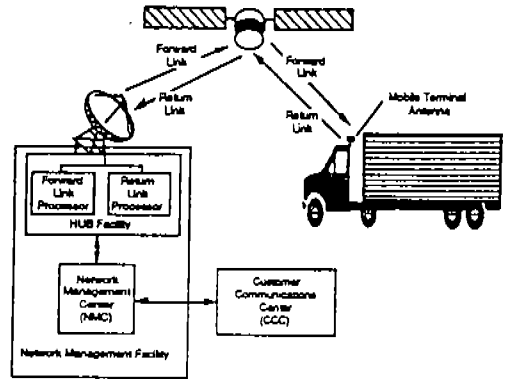 Forward
Link
Return
Link
Forward
Link
Return
Link
Mobile Terminal
Antenna
Forward
Link
Processor
Return
Link
Processor
HUB Facility
Network
Management
Center
(NMC)
Customer
Communications
Center
(CCC)
Network Management Facility